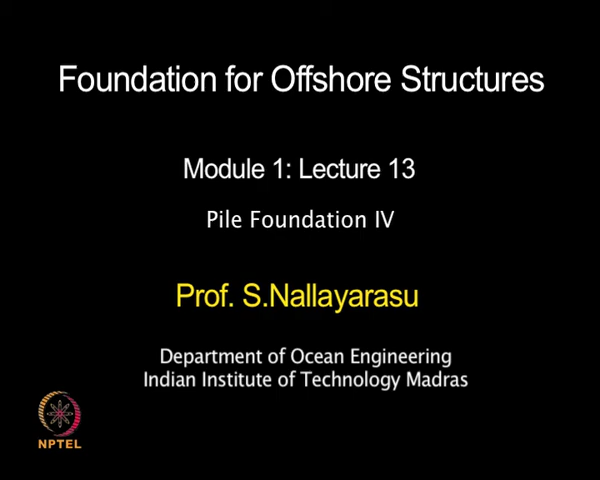 Foundation for Offshore Structures
Module 1: Lecture 13
Pile Foundation IV
Prof. S.Nallayarasu
Department of Ocean Engineering
Indian Institute of Technology Madras
NPTEL